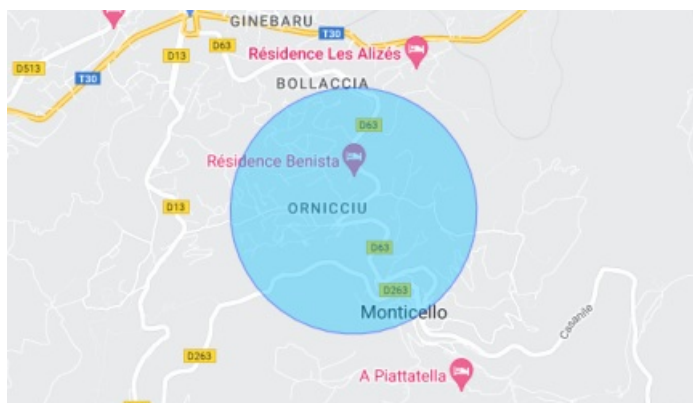 GINEBARU
T30
D13
D63
Résidence Les Alizés
D513
T30
BOLLACCIA
D63
Résidence Benista
D13
ORNICCIU
D63
D263
Monticello
Casanile
D263
A Piattatella